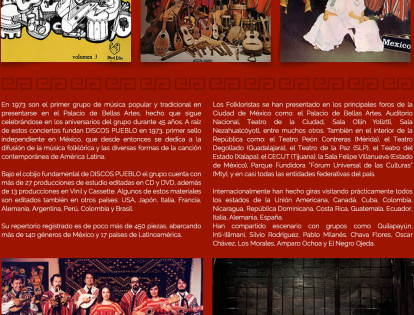 volumen 3
Mexico
En 1973 son el primer grupo de música popular y tradicional en
presentarse en el Palacio de Bellas Artes, hecho que sigue
celebrándose en los aniversarios del grupo durante 45 años. A raíz
de estos conciertos fundan DISCOS PUEBLO en 1973, primer sello
independiente en México, que desde entonces se dedica a la
difusión de la música folklórica y las diversas formas de la canción
contemporánea de América Latina.
Bajo el cobijo fundamental de DISCOS PUEBLO el grupo cuenta con
más de 27 producciones de estudio editadas en CD y DVD, además
de 13 producciones en Vinil y Cassette. Algunos de estos materiales
son editados también en otros países: USA, Japón, Italia, Francia,
Alemania, Argentina, Perú, Colombia y Brasil.
Su repertorio registrado es de poco más de 450 piezas, abarcando
más de 140 géneros de México y 17 países de Latinoamérica.
Los Folkloristas se han presentado en los principales foros de la
Ciudad de México como: el Palacio de Bellas Artes, Auditorio
Nacional, Teatro de la Ciudad, Sala Ollin Yoliztli, Sala
Nezahualcóyotl, entre muchos otros. También en el interior de la
República como: el Teatro Peón Contreras (Mérida), el Teatro
Degollado (Guadalajara), el Teatro de la Paz (SLP), el Teatro del
Estado (Xalapa), el CECUT (Tijuana), la Sala Felipe Villanueva (Estado
de México), Parque Fundidora "Fórum Universal de las Culturas"
(Mty), y en casi todas las entidades federativas del país.
Internacionalmente han hecho giras visitando prácticamente todos
los estados de la Unión Americana, Canadá, Cuba, Colombia,
Nicaragua, República Dominicana, Costa Rica, Guatemala, Ecuador,
Italia, Alemania, España.
Han compartido escenario con grupos como: Quilapayún,
Inti-Illimani, Silvio Rodríguez, Pablo Milanés, Chava Flores, Oscar
Chávez, Los Morales, Amparo Ochoa y El Negro Ojeda.